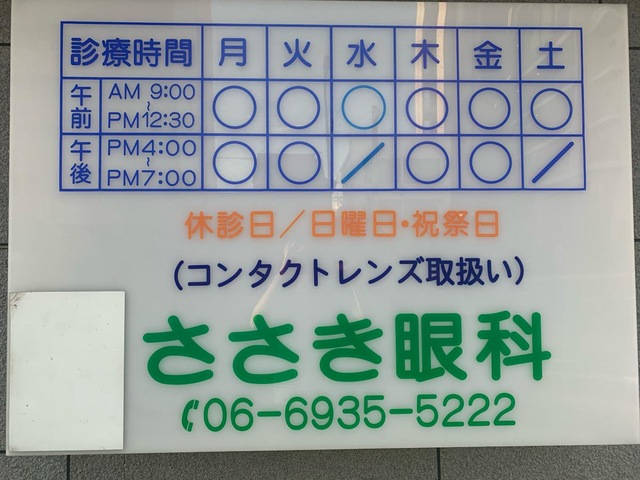 診療時間 月 火 水 木 金 土
午前 AM 9:00～PM12:30 ○ ○ ○ ○ ○ ○
午後 PM4:00～PM7:00 ○ ○ ／ ○ ○ ／
休診日／日曜日・祝祭日
(コンタクトレンズ取扱い)
ささき眼科
06-6935-5222